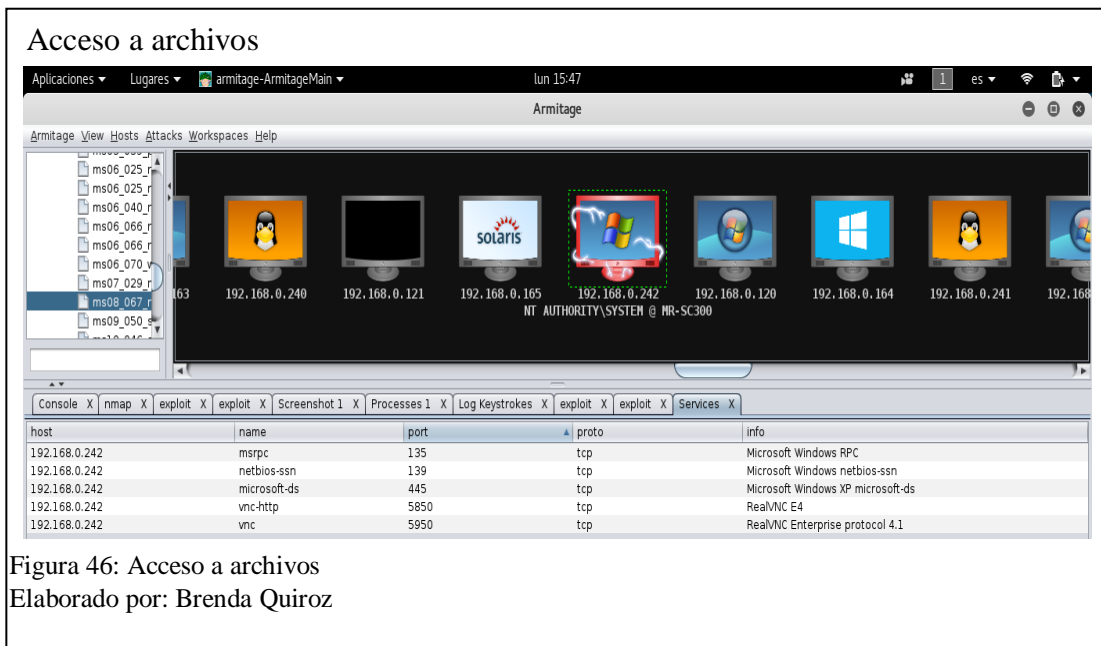 Acceso a archivos
Aplicaciones Lugares armitage-ArmitageMain lun 15:47 1 es
Armitage
Armitage View Hosts Attacks Workspaces Help
ms06_025_r
ms06_025_r
ms06_040_r
ms06_066_r
ms06_066_r
ms06_070_w
ms07_029_r
ms08_067_r
ms09_050_s
solaris
163 192.168.0.240 192.168.0.121 192.168.0.165 192.168.0.242 192.168.0.120 192.168.0.164 192.168.0.241 192.168
NT AUTHORITY\SYSTEM @ MR-SC300
Console X nmap X exploit X exploit X Screenshot 1 X Processes 1 X Log Keystrokes X exploit X exploit X Services X
host name port proto info
192.168.0.242 msrpc 135 tcp Microsoft Windows RPC
192.168.0.242 netbios-ssn 139 tcp Microsoft Windows netbios-ssn
192.168.0.242 microsoft-ds 445 tcp Microsoft Windows XP microsoft-ds
192.168.0.242 vnc-http 5850 tcp RealVNC E4
192.168.0.242 vnc 5950 tcp RealVNC Enterprise protocol 4.1
Figura 46: Acceso a archivos
Elaborado por: Brenda Quiroz